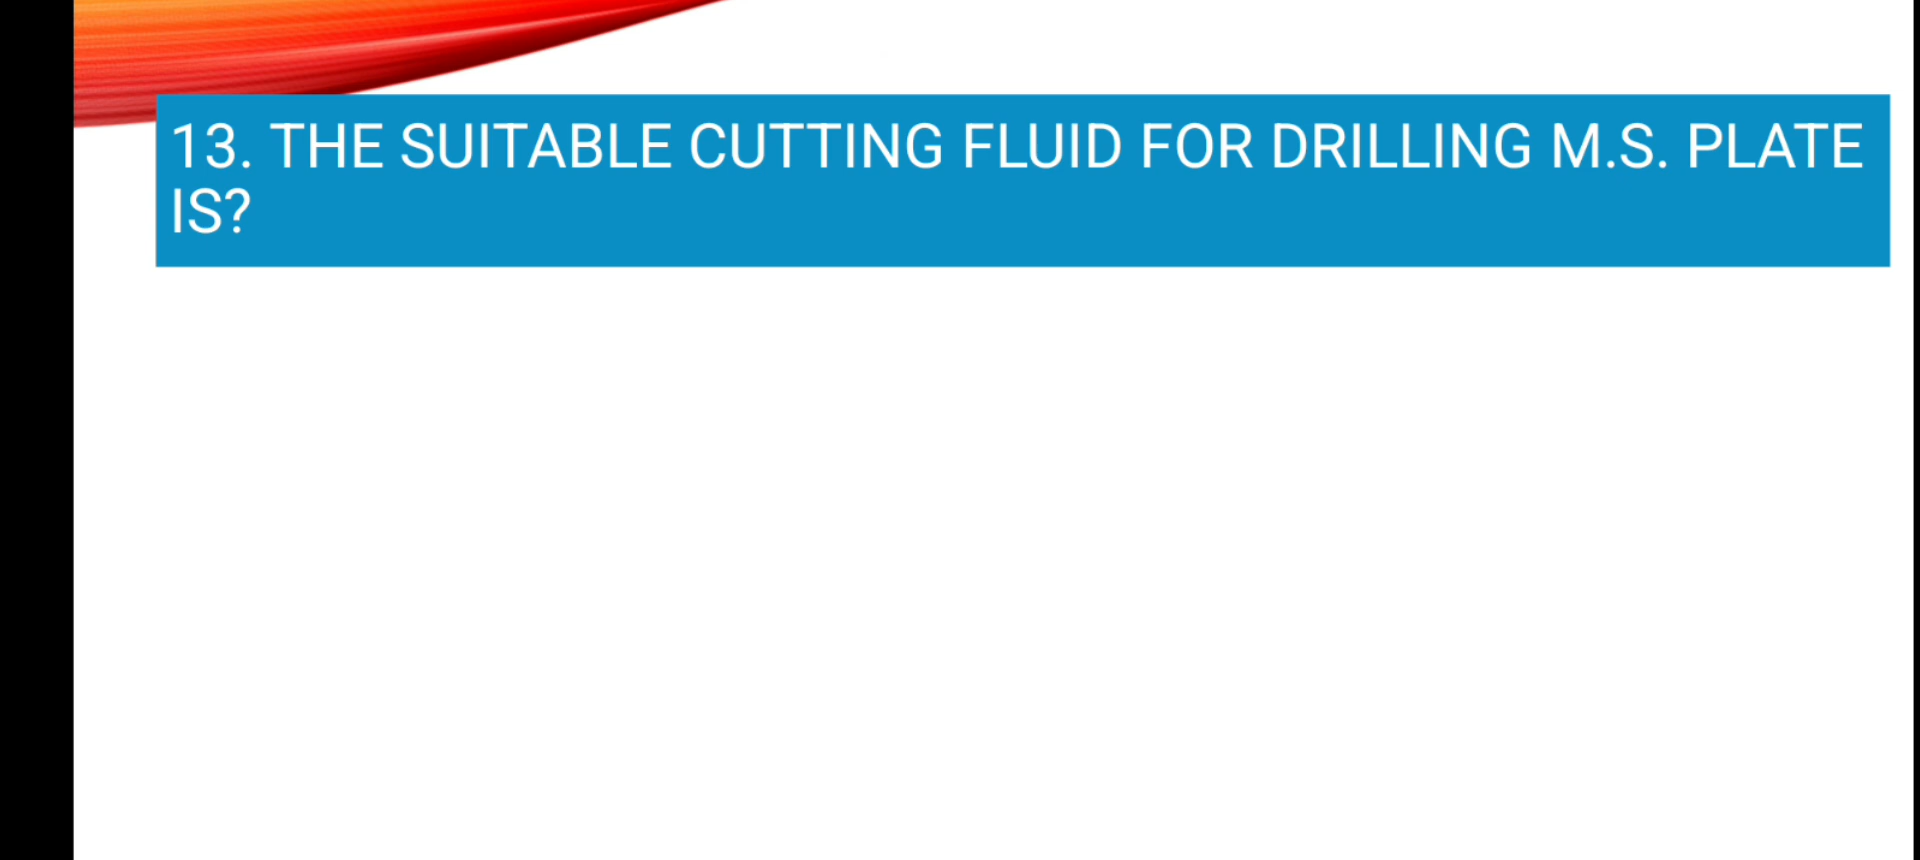 13. THE SUITABLE CUTTING FLUID FOR DRILLING M.S. PLATE
IS?